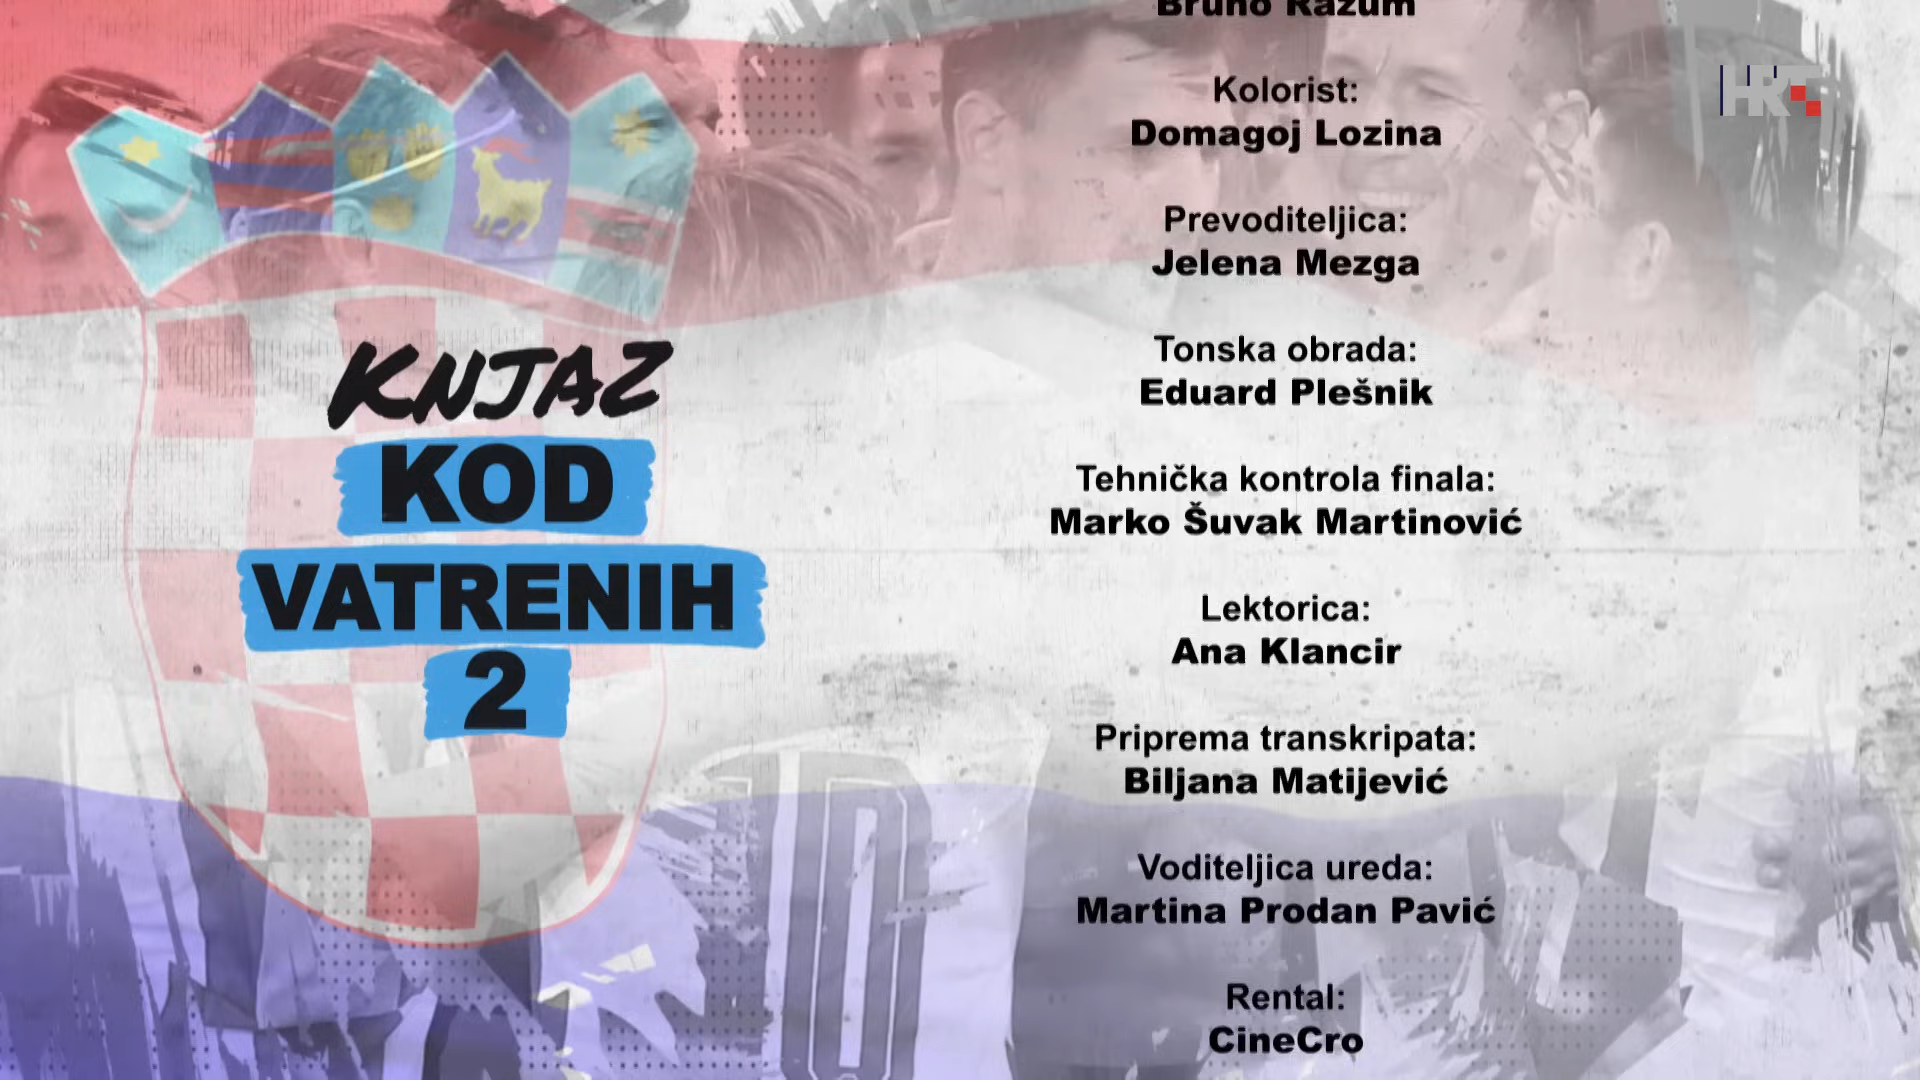 KNJAZ
KOD
VATRENIH
2
Bruno Razum
Kolorist:
Domagoj Lozina
Prevoditeljica:
Jelena Mezga
Tonska obrada:
Eduard Plešnik
Tehnička kontrola finala:
Marko Šuvak Martinović
Lektorica:
Ana Klancir
Priprema transkripata:
Biljana Matijević
Voditeljica ureda:
Martina Prodan Pavić
Rental:
CineCro
HRT
10